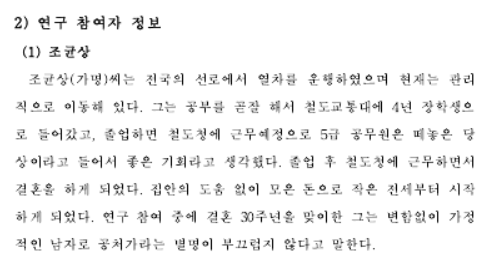 2) 연구 참여자 정보
(1) 조균상
조균상(가명)씨는 전국의 선로에서 열차를 운행하였으며 현재는 관리
직으로 이동해 있다. 그는 공부를 곧잘 해서 철도교통대에 4년 장학생으
로 들어갔고, 졸업하면 철도청에 근무예정으로 5급 공무원은 떼놓은 당
상이라고 들어서 좋은 기회라고 생각했다. 졸업 후 철도청에 근무하면서
결혼을 하게 되었다. 집안의 도움 없이 모은 돈으로 작은 전세부터 시작
하게 되었다. 연구 참여 중에 결혼 30주년을 맞이한 그는 변함없이 가정
적인 남자로 공처가라는 별명이 부끄럽지 않다고 말한다.